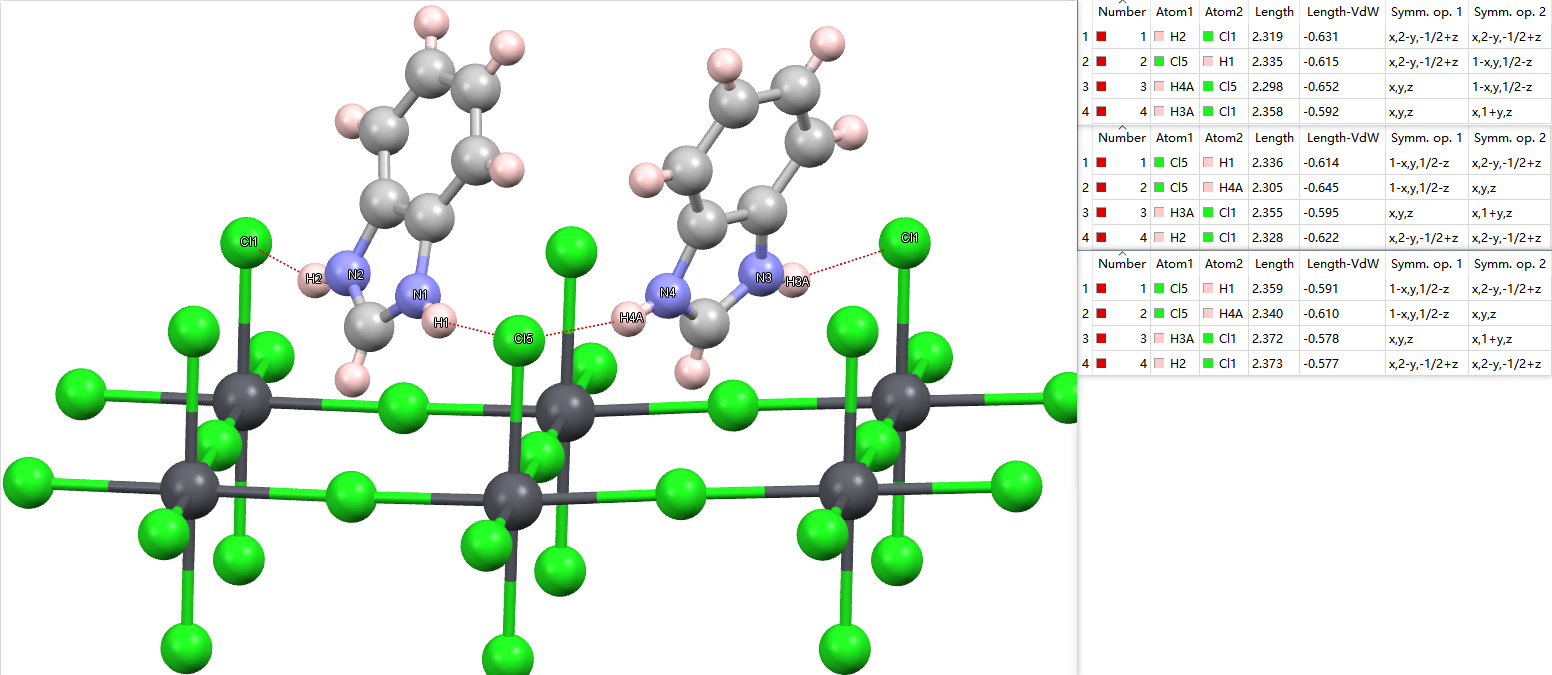 Number Atom1 Atom2 Length Length-VdW Symm. op. 1 Symm. op. 2
1 1 H2 Cl1 2.319 -0.631 x,2-y,-1/2+z x,2-y,-1/2+z
2 2 Cl5 H1 2.335 -0.615 x,2-y,-1/2+z 1-x,y,1/2-z
3 3 H4A Cl5 2.298 -0.652 x,y,z 1-x,y,1/2-z
4 4 H3A Cl1 2.358 -0.592 x,y,z x,1+y,z
Number Atom1 Atom2 Length Length-VdW Symm. op. 1 Symm. op. 2
1 1 Cl5 H1 2.336 -0.614 1-x,y,1/2-z x,2-y,-1/2+z
2 2 Cl5 H4A 2.305 -0.645 1-x,y,1/2-z x,y,z
3 3 H3A Cl1 2.355 -0.595 x,y,z x,1+y,z
4 4 H2 Cl1 2.328 -0.622 x,2-y,-1/2+z x,2-y,-1/2+z
Number Atom1 Atom2 Length Length-VdW Symm. op. 1 Symm. op. 2
1 1 Cl5 H1 2.359 -0.591 1-x,y,1/2-z x,2-y,-1/2+z
2 2 Cl5 H4A 2.340 -0.610 1-x,y,1/2-z x,y,z
3 3 H3A Cl1 2.372 -0.578 x,y,z x,1+y,z
4 4 H2 Cl1 2.373 -0.577 x,2-y,-1/2+z x,2-y,-1/2+z
Cl1
H2
N2
N1
H1
Cl5
H4A
N4
N3
H3A
Cl1